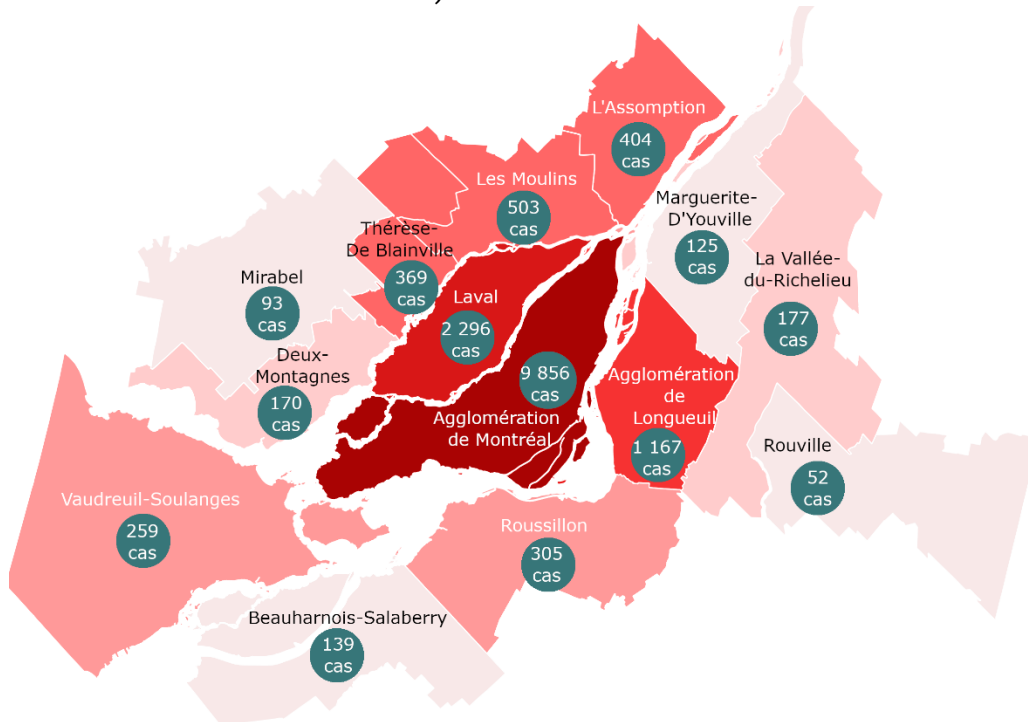 L'Assomption
404
cas
Les Moulins
503
cas
Marguerite-
D'Youville
125
cas
Thérèse-
De Blainville
369
cas
La Vallée-
du-Richelieu
177
cas
Mirabel
93
cas
Laval
2 296
cas
Deux-
Montagnes
170
cas
9 856
cas
Agglomération
de Montréal
Agglomération
de
Longueuil
1 167
cas
Rouville
52
cas
Vaudreuil-Soulanges
259
cas
Roussillon
305
cas
Beauharnois-Salaberry
139
cas